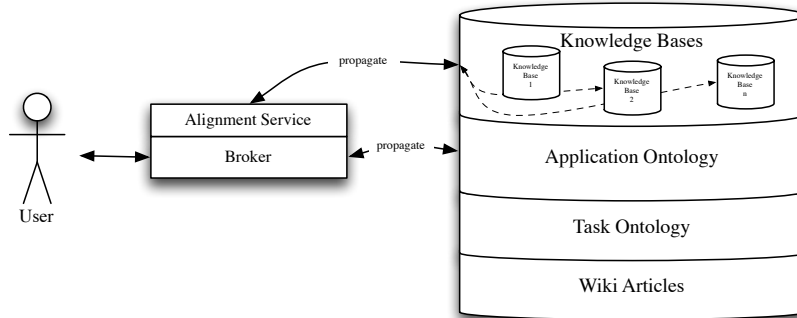 Knowledge Bases
propagate
Knowledge
Base
1
Knowledge
Base
2
Knowledge
Base
n
Alignment Service
Broker
propagate
Application Ontology
User
Task Ontology
Wiki Articles